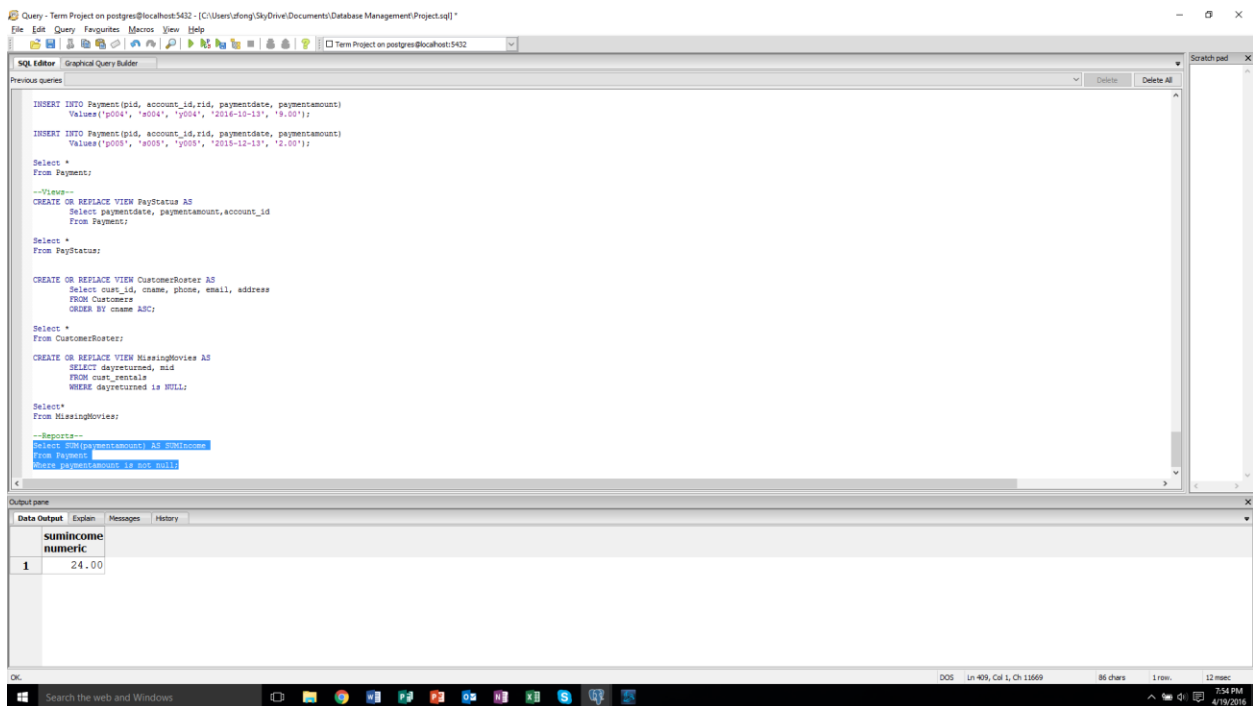 Query - Term Project on postgres@localhost:5432 - [C:\Users\zfong\SkyDrive\Documents\Database Management\Project.sql] *
File Edit Query Favourites Macros View Help
Term Project on postgres@localhost:5432
SQL Editor Graphical Query Builder
Scratch pad
Previous queries
Delete Delete All
INSERT INTO Payment(pid, account_id,rid, paymentdate, paymentamount)
Values('p004', 's004', 'y004', '2016-10-13', '9.00');
INSERT INTO Payment(pid, account_id,rid, paymentdate, paymentamount)
Values('p005', 's005', 'y005', '2015-12-13', '2.00');
Select *
From Payment;
--Views--
CREATE OR REPLACE VIEW PayStatus AS
Select paymentdate, paymentamount,account_id
From Payment;
Select *
From PayStatus;
CREATE OR REPLACE VIEW CustomerRoster AS
Select cust_id, cname, phone, email, address
FROM Customers
ORDER BY cname ASC;
Select *
From CustomerRoster;
CREATE OR REPLACE VIEW MissingMovies AS
SELECT dayreturned, mid
FROM cust_rentals
WHERE dayreturned is NULL;
Select*
From MissingMovies;
--Reports--
Select SUM(paymentamount) AS SUMIncome
From Payment
Where paymentamount is not null;
Output pane
Data Output Explain Messages History
sumincome
numeric
1 24.00
OK.
DOS Ln 409, Col 1, Ch 11669 86 chars 1 row. 12 msec
Search the web and Windows
7:54 PM
4/19/2016